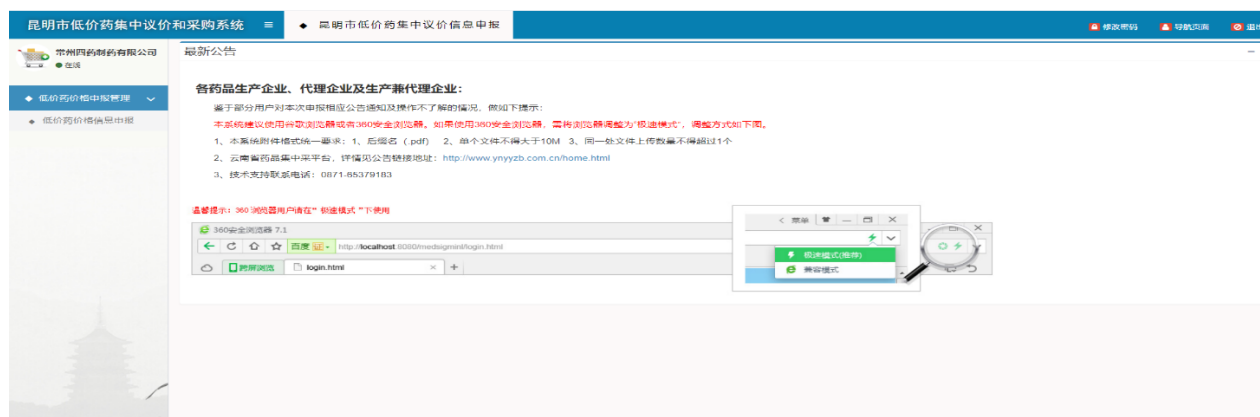 昆明市低价药集中议价和采购系统 ≡ ◆ 昆明市低价药集中议价信息申报 修改密码 导航页面
常州四药制药有限公司
● 在线
最新公告
◆ 低价药价格申报管理
◆ 低价药价格信息申报
各药品生产企业、代理企业及生产兼代理企业：
鉴于部分用户对本次申报相应公告通知及操作不了解的情况，做如下提示：
本系统建议使用谷歌浏览器或者360安全浏览器。如果使用360安全浏览器，需将浏览器调整为"极速模式"，调整方式如下图。
1、本系统附件格式统一要求：1、后缀名（.pdf） 2、单个文件不得大于10M 3、同一处文件上传数量不得超过1个
2、云南省药品集中采平台，详情见公告链接地址：http://www.ynyyzb.com.cn/home.html
3、技术支持联系电话：0871-65379183
温馨提示：360 浏览器用户请在" 极速模式 "下使用
360安全浏览器 7.1
百度 证 http://localhost:8080/medsigmini/login.html
跨屏浏览 login.html × +
菜单
极速模式(推荐)
兼容模式